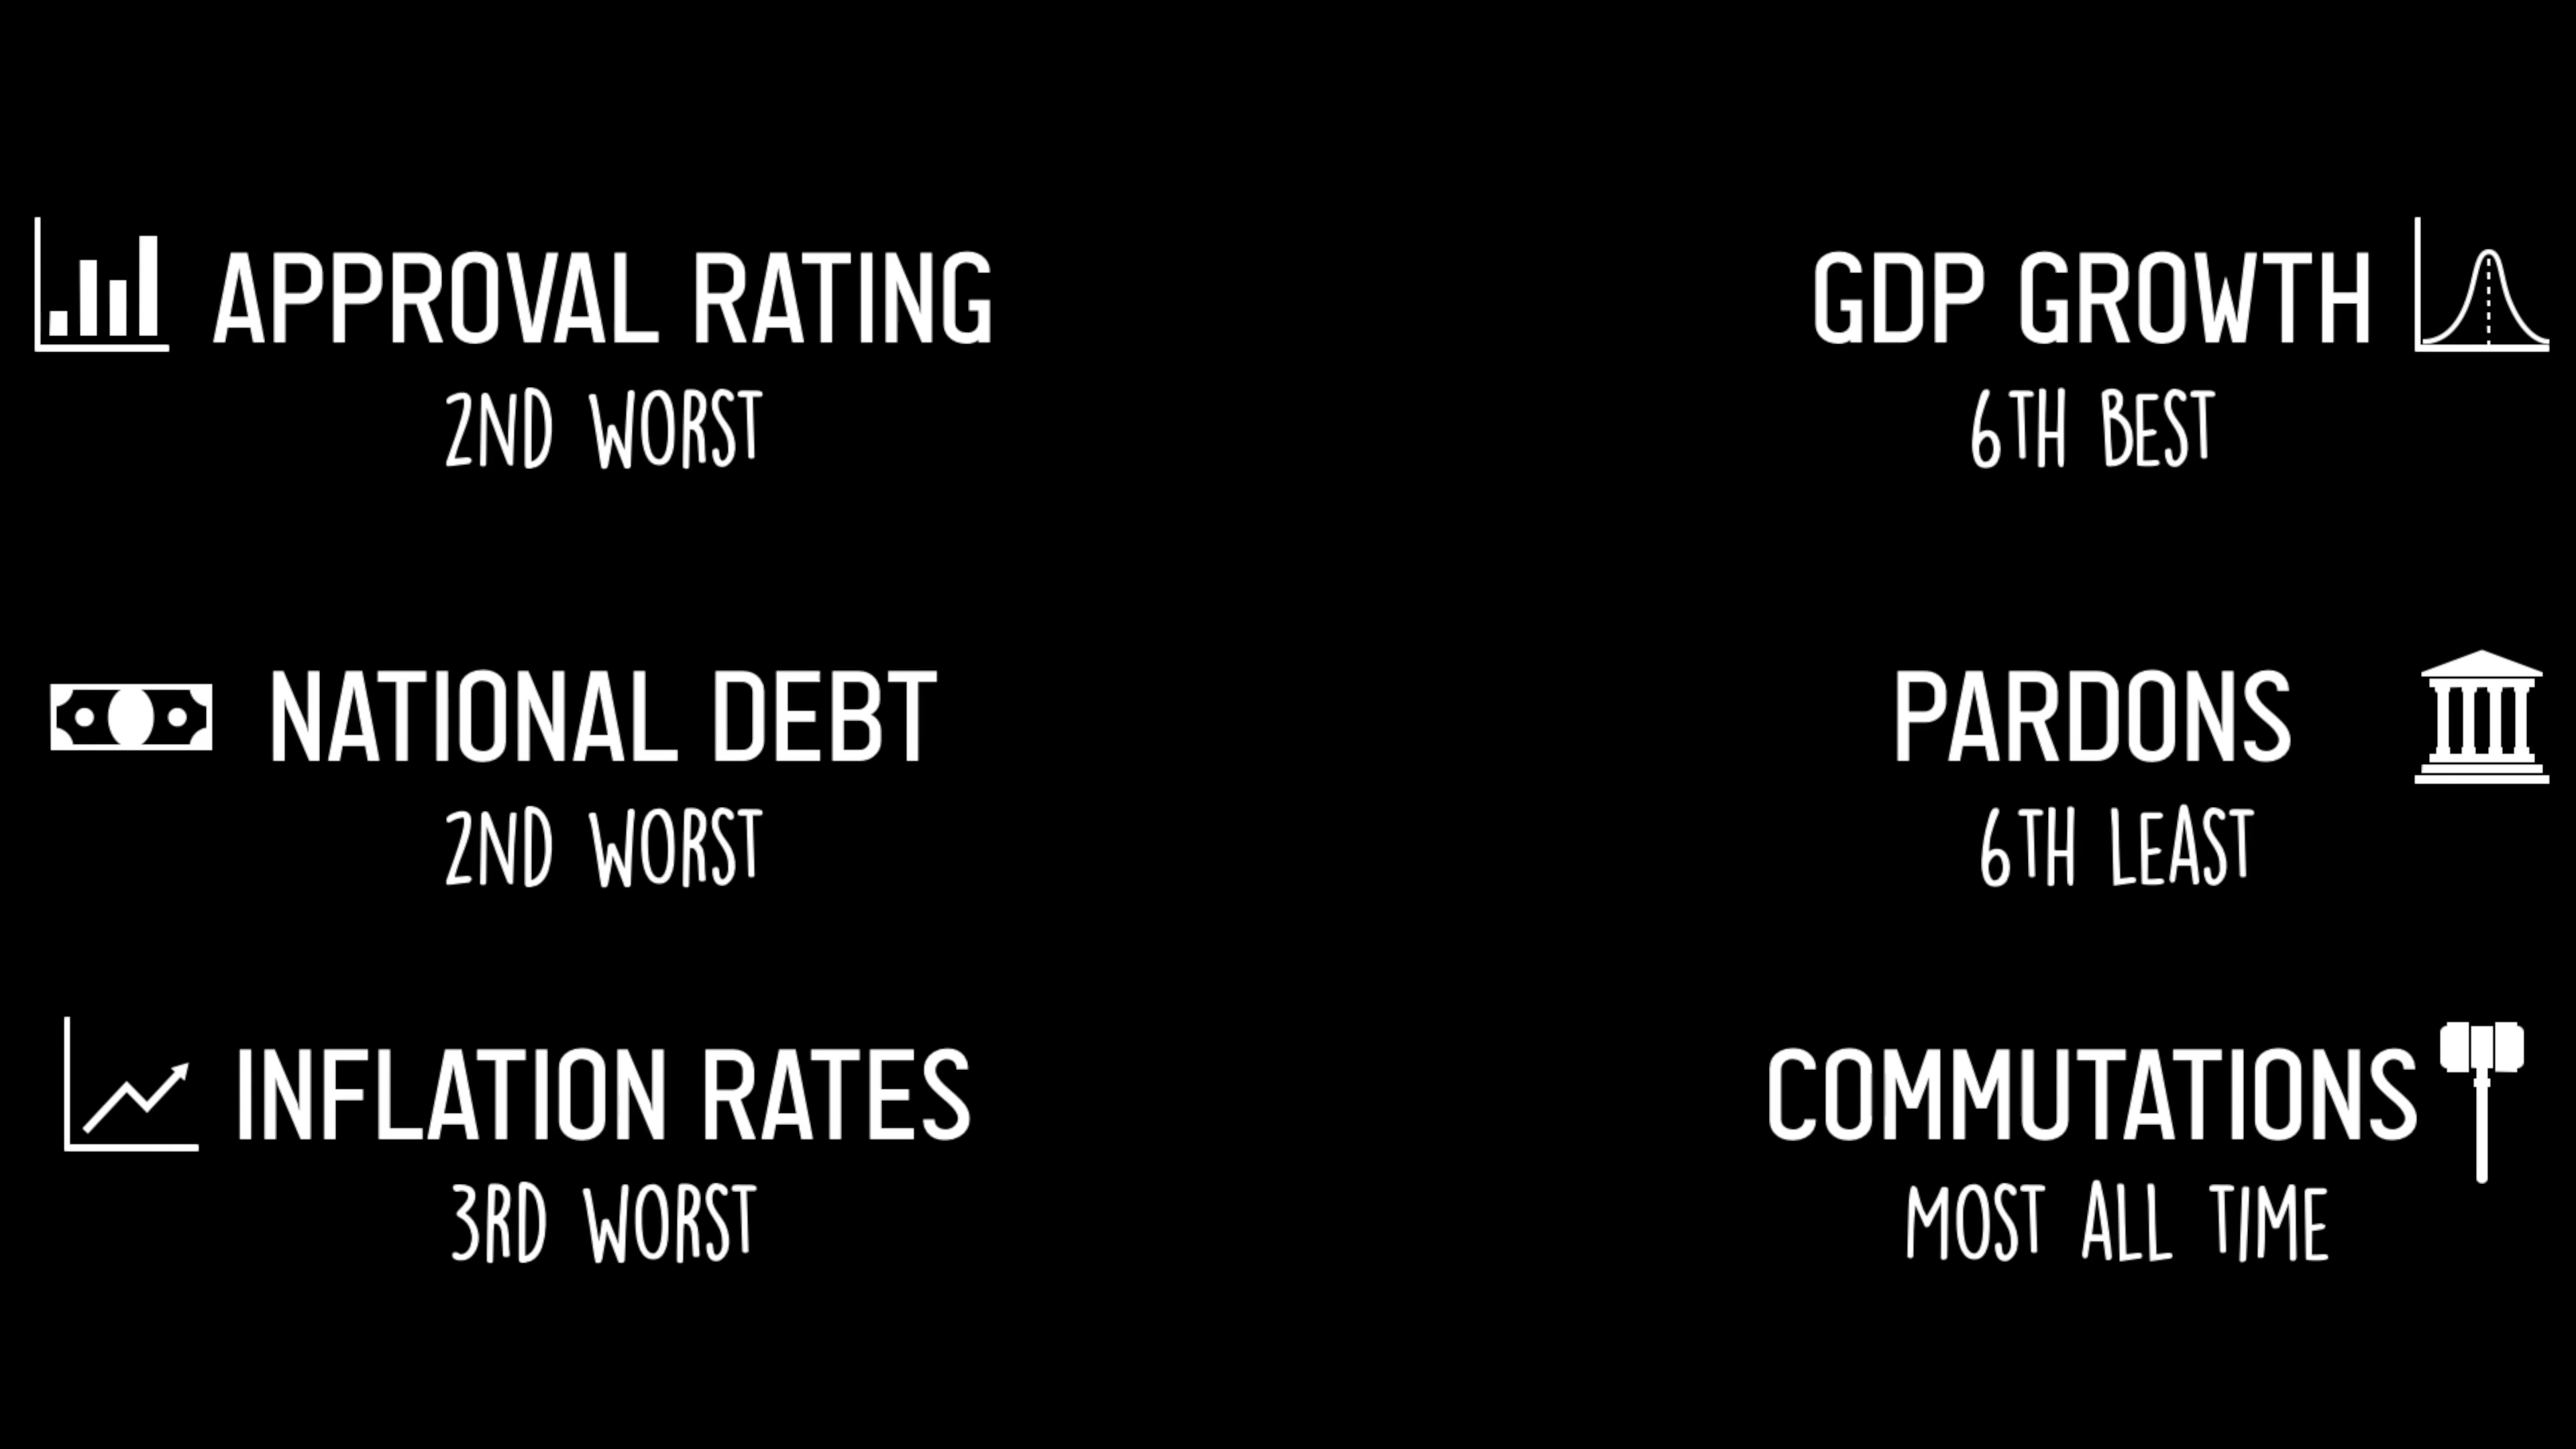 APPROVAL RATING
2ND WORST
NATIONAL DEBT
2ND WORST
INFLATION RATES
3RD WORST
GDP GROWTH
6TH BEST
PARDONS
6TH LEAST
COMMUTATIONS
MOST ALL TIME